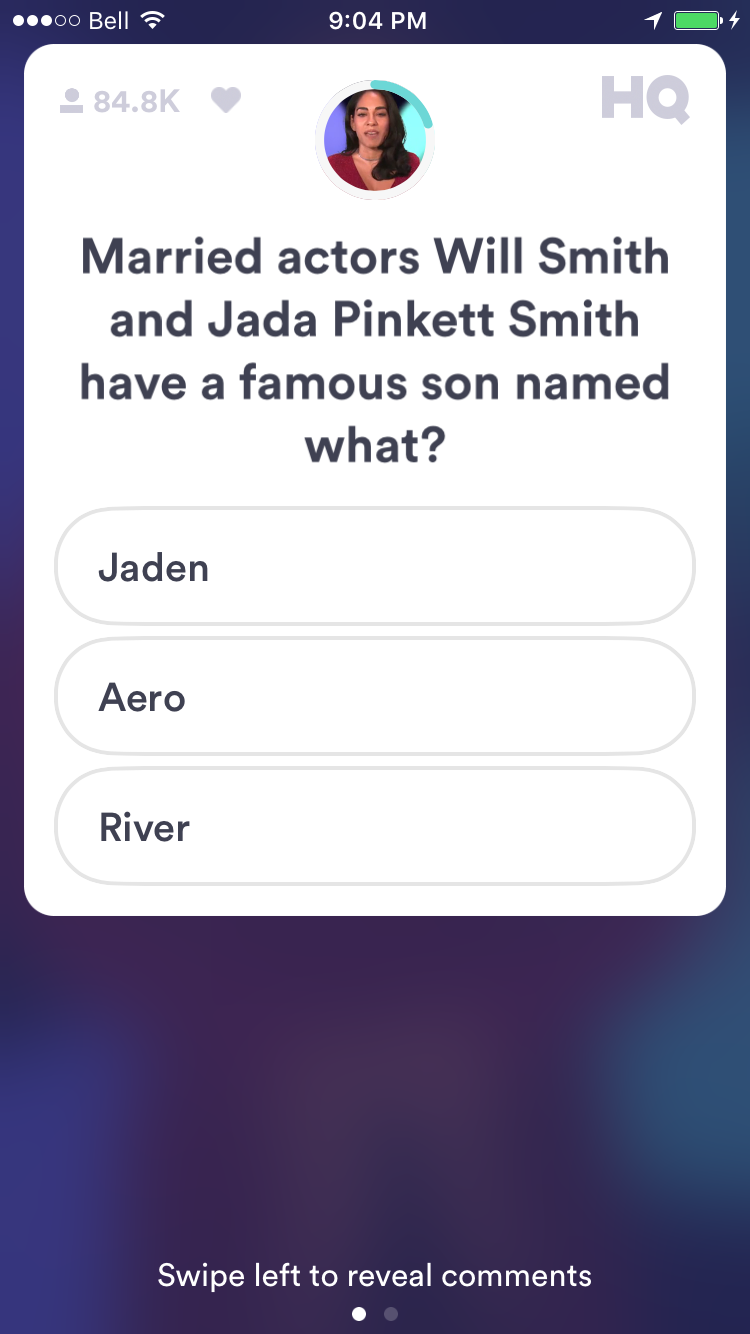 Bell 9:04 PM
84.8K HQ
Married actors Will Smith
and Jada Pinkett Smith
have a famous son named
what?
Jaden
Aero
River
Swipe left to reveal comments